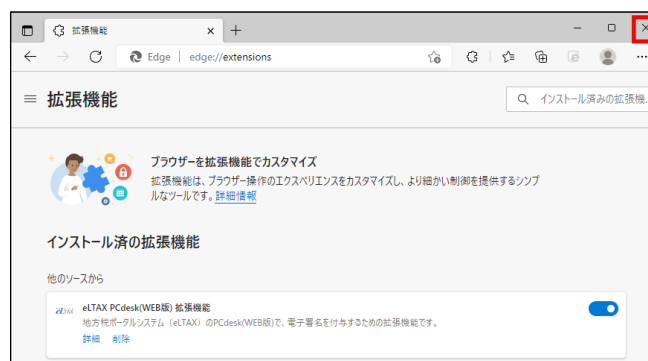 拡張機能
Edge edge://extensions
拡張機能
インストール済みの拡張機
ブラウザーを拡張機能でカスタマイズ
拡張機能は、ブラウザー操作のエクスペリエンスをカスタマイズし、より細かい制御を提供するシンプ
ルなツールです。詳細情報
インストール済の拡張機能
他のソースから
eLTAX
eLTAX PCdesk(WEB版) 拡張機能
地方税ポータルシステム（eLTAX）のPCdesk(WEB版)で、電子署名を付与するための拡張機能です。
詳細 削除